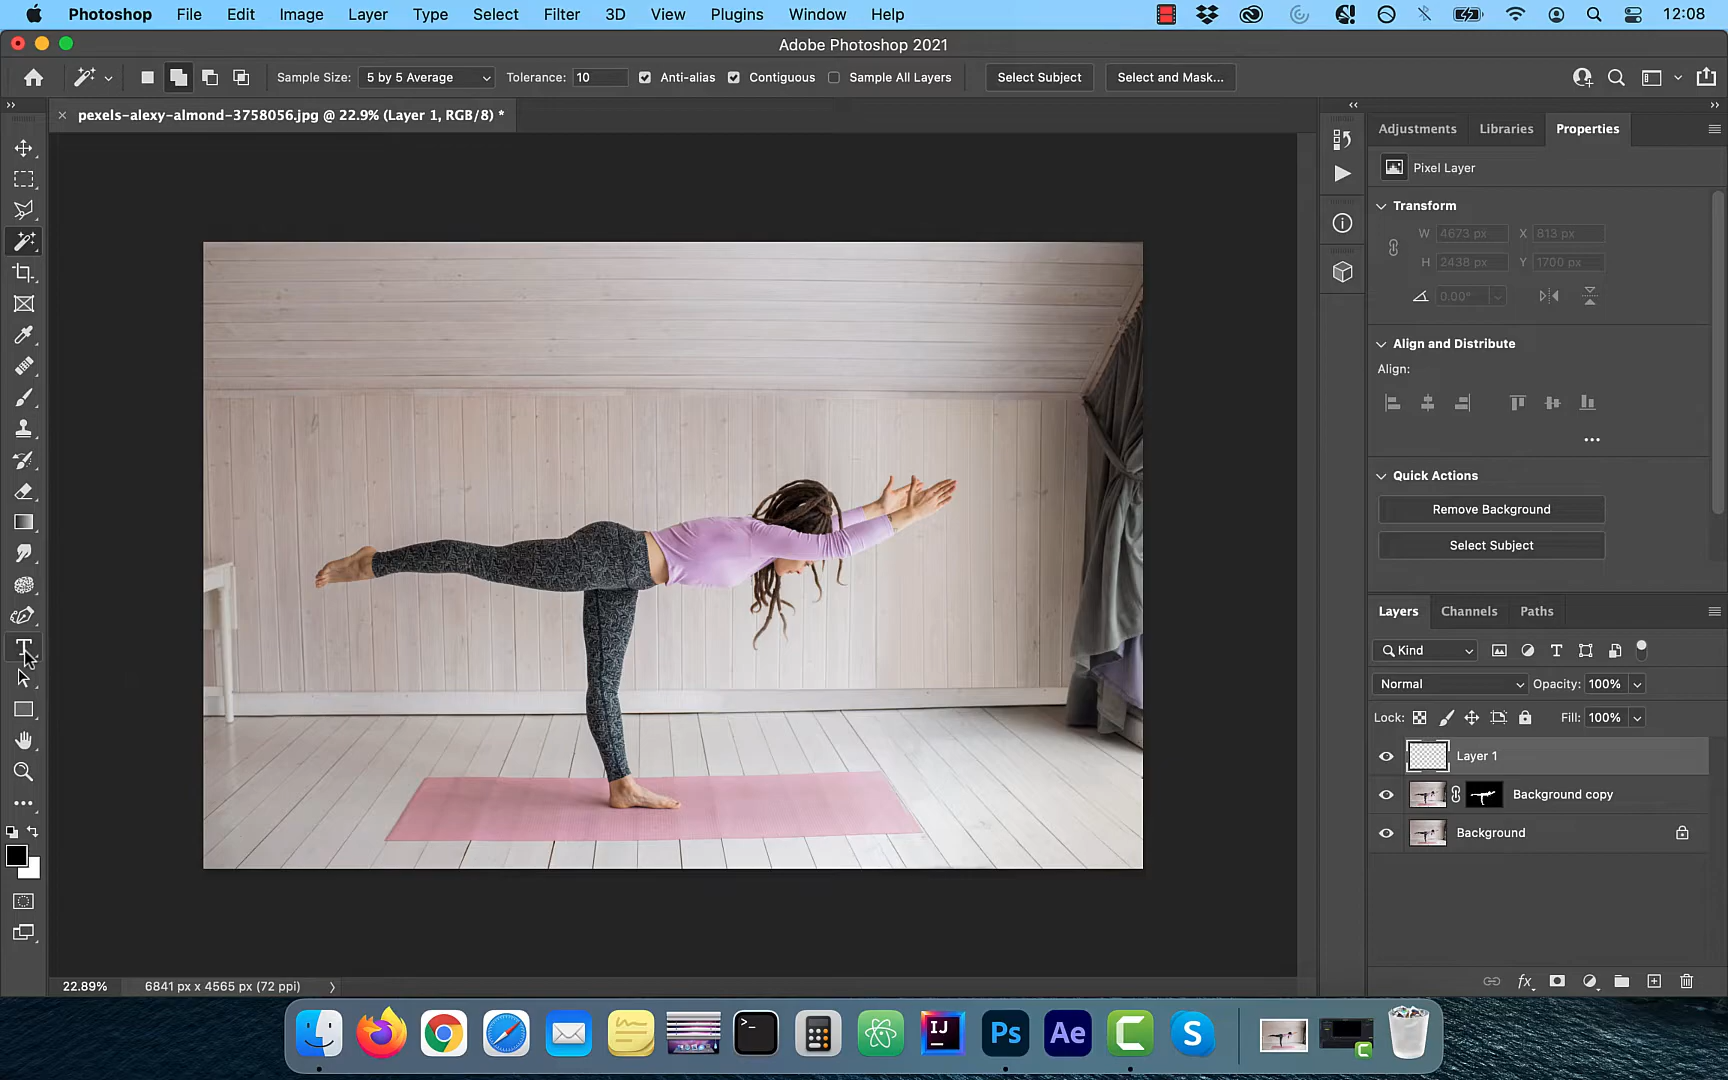 Photoshop File Edit Image Layer Type Select Filter 3D View Plugins Window Help 12:08
Adobe Photoshop 2021
Sample Size: 5 by 5 Average Tolerance: 10 Anti-alias Contiguous Sample All Layers Select Subject Select and Mask...
pexels-alexy-almond-3758056.jpg @ 22.9% (Layer 1, RGB/8) *
Adjustments Libraries Properties
Pixel Layer
Transform
W 4673 px X 813 px
H 2438 px Y 1700 px
0.00°
Align and Distribute
Align:
Quick Actions
Remove Background
Select Subject
Layers Channels Paths
Kind
Normal Opacity: 100%
Lock: Fill: 100%
Layer 1
Background copy
Background
22.89% 6841 px x 4565 px (72 ppi)
IJ Ps Ae C S